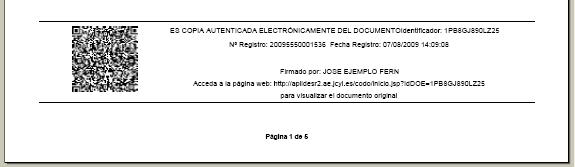 ES COPIA AUTENTICADA ELECTRÓNICAMENTE DEL DOCUMENTOIdentificador: 1PB8GJ890LZ25
Nº Registro: 20095550001536 Fecha Registro: 07/08/2009 14:09:08
Firmado por: JOSE EJEMPLO FERN
Acceda a la página web: http://aplidesr2.ae.jcyl.es/codo/inicio.jsp?idDOE=1PB8GJ890LZ25
para visualizar el documento original
Página 1 de 5